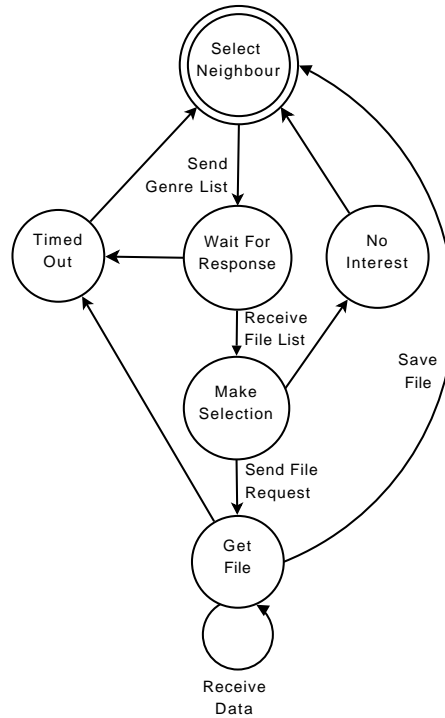 Select
Neighbour
Send
Genre List
Timed
Out
Wait For
Response
No
Interest
Receive
File List
Save
File
Make
Selection
Send File
Request
Get
File
Receive
Data